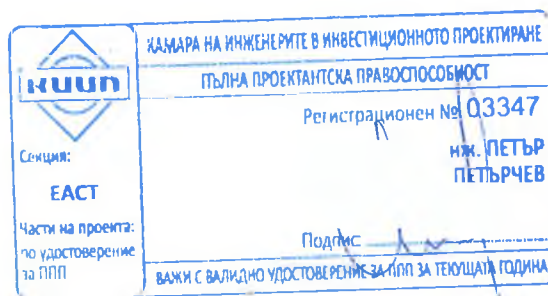 КАМАРА НА ИНЖЕНЕРИТЕ В ИНВЕСТИЦИОННОТО ПРОЕКТИРАНЕ
КИИП
ПЪЛНА ПРОЕКТАНТСКА ПРАВОСПОСОБНОСТ
Регистрационен № 03347
инж. ПЕТЪР
ПЕТЪРЧЕВ
Секция:
ЕАСТ
Части на проекта:
по удостоверение
за ППП
Подпис:
ВАЖИ С ВАЛИДНО УДОСТОВЕРЕНИЕ ЗА ППП ЗА ТЕКУЩАТА ГОДИНА